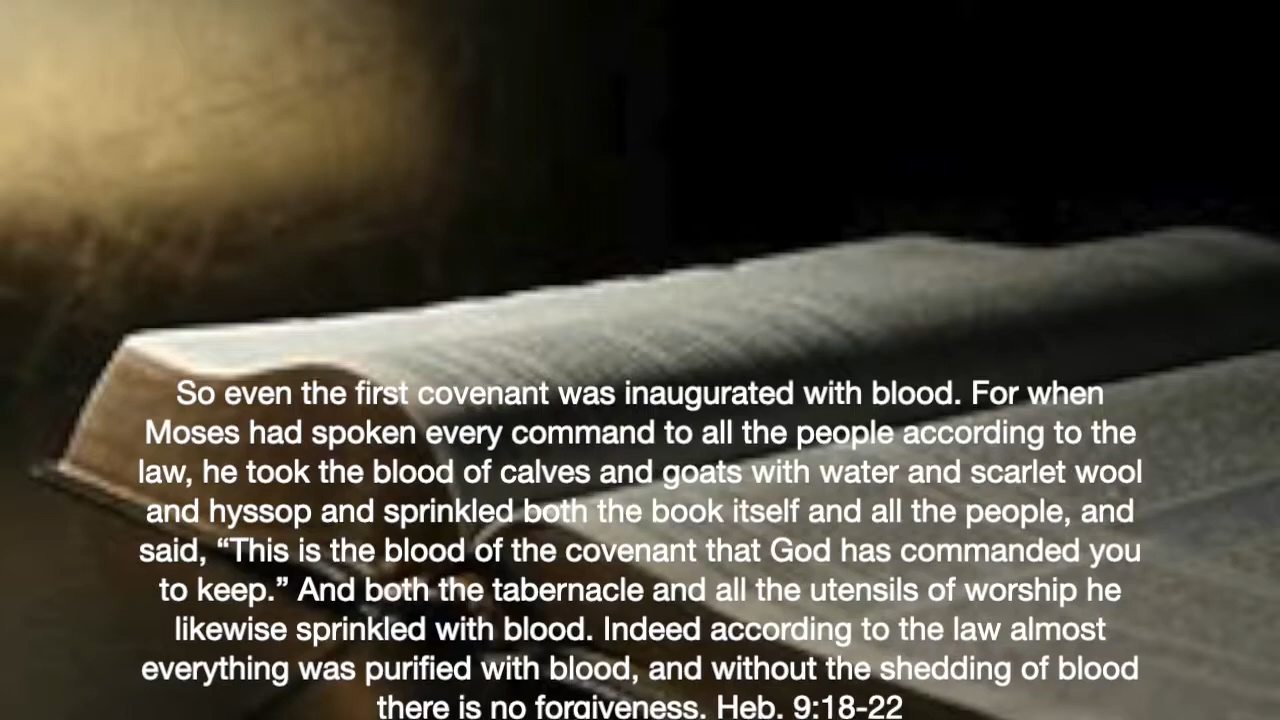 So even the first covenant was inaugurated with blood. For when
Moses had spoken every command to all the people according to the
law, he took the blood of calves and goats with water and scarlet wool
and hyssop and sprinkled both the book itself and all the people, and
said, “This is the blood of the covenant that God has commanded you
to keep.” And both the tabernacle and all the utensils of worship he
likewise sprinkled with blood. Indeed according to the law almost
everything was purified with blood, and without the shedding of blood
there is no forgiveness. Heb. 9:18-22